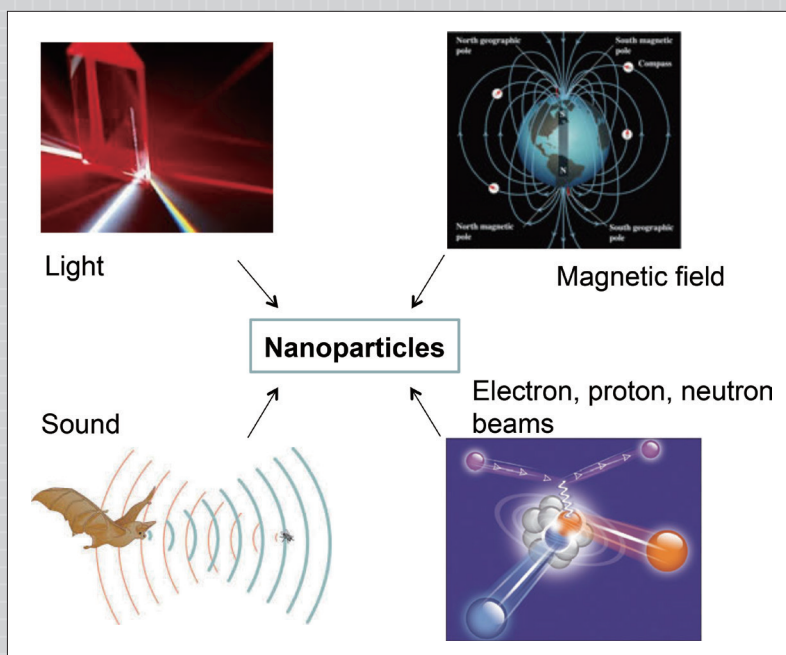 North geographic
pole
South magnetic
pole
Compass
N
North magnetic
pole
South geographic
pole
Light
Magnetic field
Nanoparticles
Sound
Electron, proton, neutron
beams